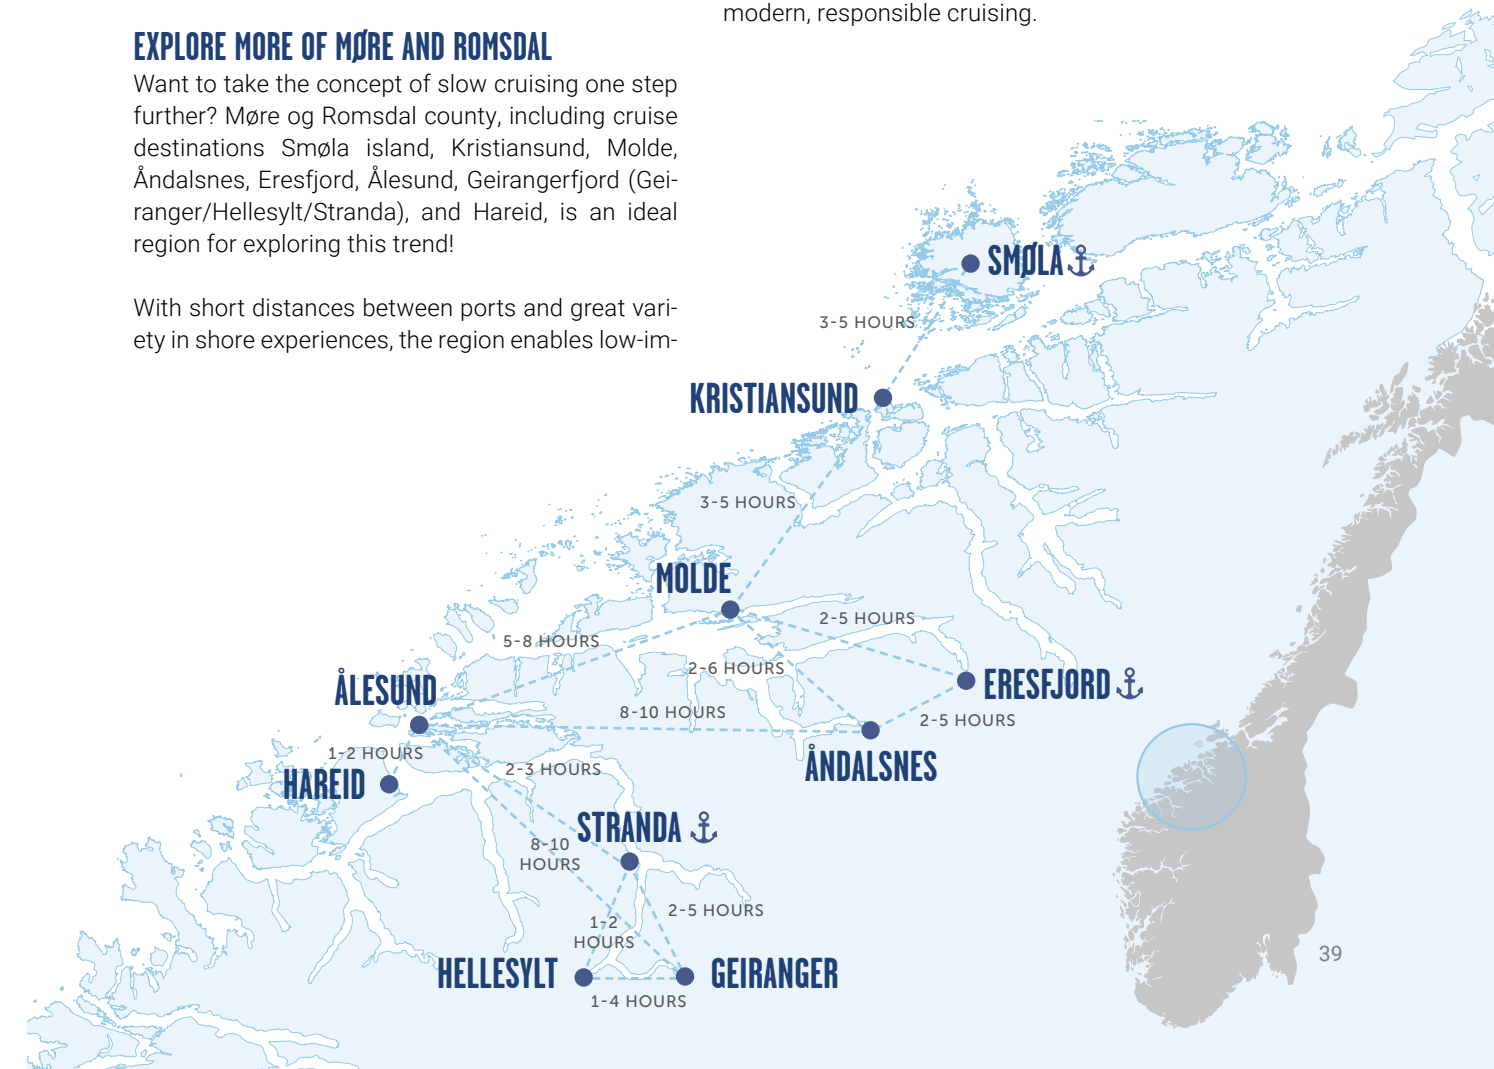 modern, responsible cruising.
EXPLORE MORE OF MØRE AND ROMSDAL
Want to take the concept of slow cruising one step
further? Møre og Romsdal county, including cruise
destinations Smøla island, Kristiansund, Molde,
Åndalsnes, Eresfjord, Ålesund, Geirangerfjord (Gei-
ranger/Hellesylt/Stranda), and Hareid, is an ideal
region for exploring this trend!
With short distances between ports and great vari-
ety in shore experiences, the region enables low-im-
SMØLA
3-5 HOURS
KRISTIANSUND
3-5 HOURS
MOLDE
2-5 HOURS
5-8 HOURS
2-6 HOURS
ERESFJORD
ÅLESUND
8-10 HOURS
2-5 HOURS
1-2 HOURS
ÅNDALSNES
2-3 HOURS
HAREID
STRANDA
8-10
HOURS
2-5 HOURS
1-2
HOURS
HELLESYLT
GEIRANGER
1-4 HOURS
39